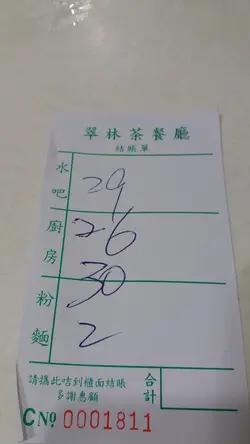 翠林茶餐廳
結賬單
水吧 29
廚房 26
30
粉麵 2
請攜此咭到櫃面結賬
多謝惠顧
合計
CNo 0001811